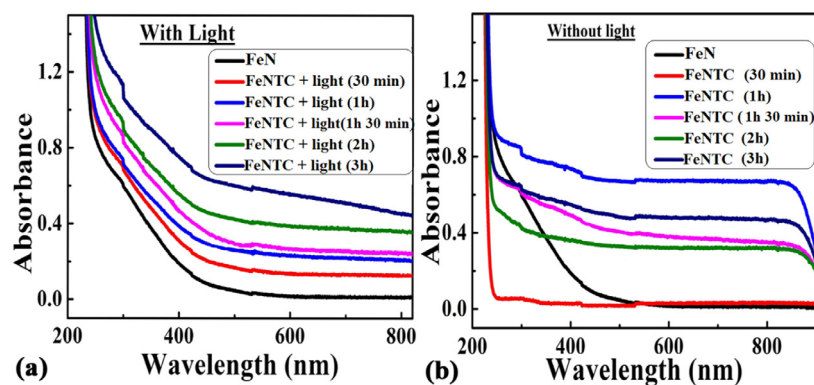 With Light
FeN
FeNTC + light (30 min)
FeNTC + light (1h)
FeNTC + light(1h 30 min)
FeNTC + light (2h)
FeNTC + light (3h)
Absorbance
1.2
0.8
0.4
0.0
200
400
600
800
Wavelength (nm)
(a)
Without light
FeN
FeNTC (30 min)
FeNTC (1h)
FeNTC (1h 30 min)
FeNTC (2h)
FeNTC (3h)
Absorbance
1.2
0.8
0.4
0.0
200
400
600
800
Wavelength (nm)
(b)